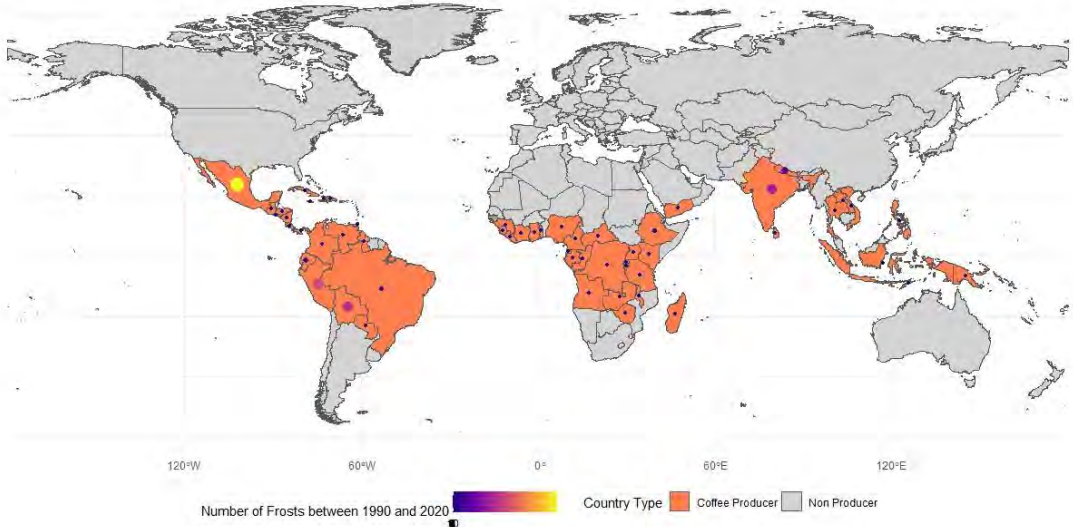 120°W 60°W 0° 60°E 120°E
Number of Frosts between 1990 and 2020 Country Type Coffee Producer Non Producer